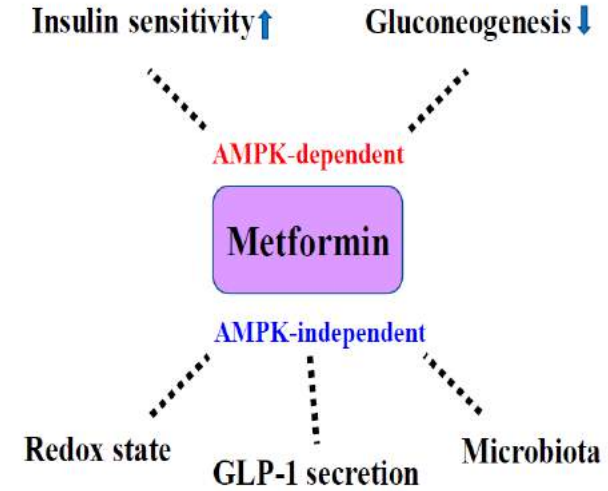 Insulin sensitivity
Gluconeogenesis
AMPK-dependent
Metformin
AMPK-independent
Redox state
GLP-1 secretion
Microbiota